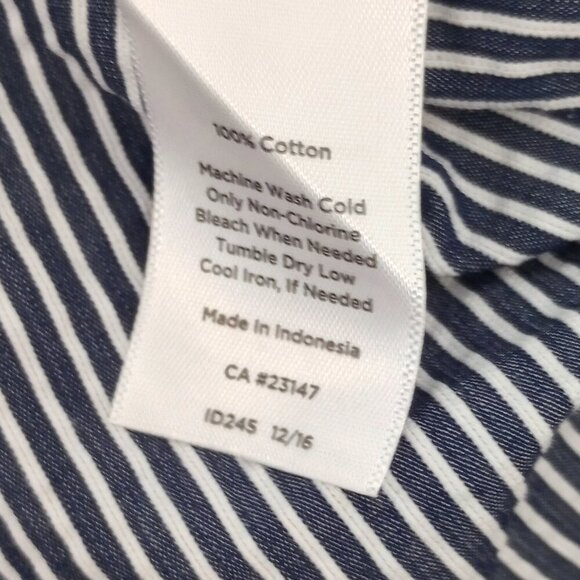 100% Cotton
Machine Wash Cold
Only Non-Chlorine
Bleach When Needed
Tumble Dry Low
Cool Iron, If Needed
Made in Indonesia
CA #23147
ID245 12/16